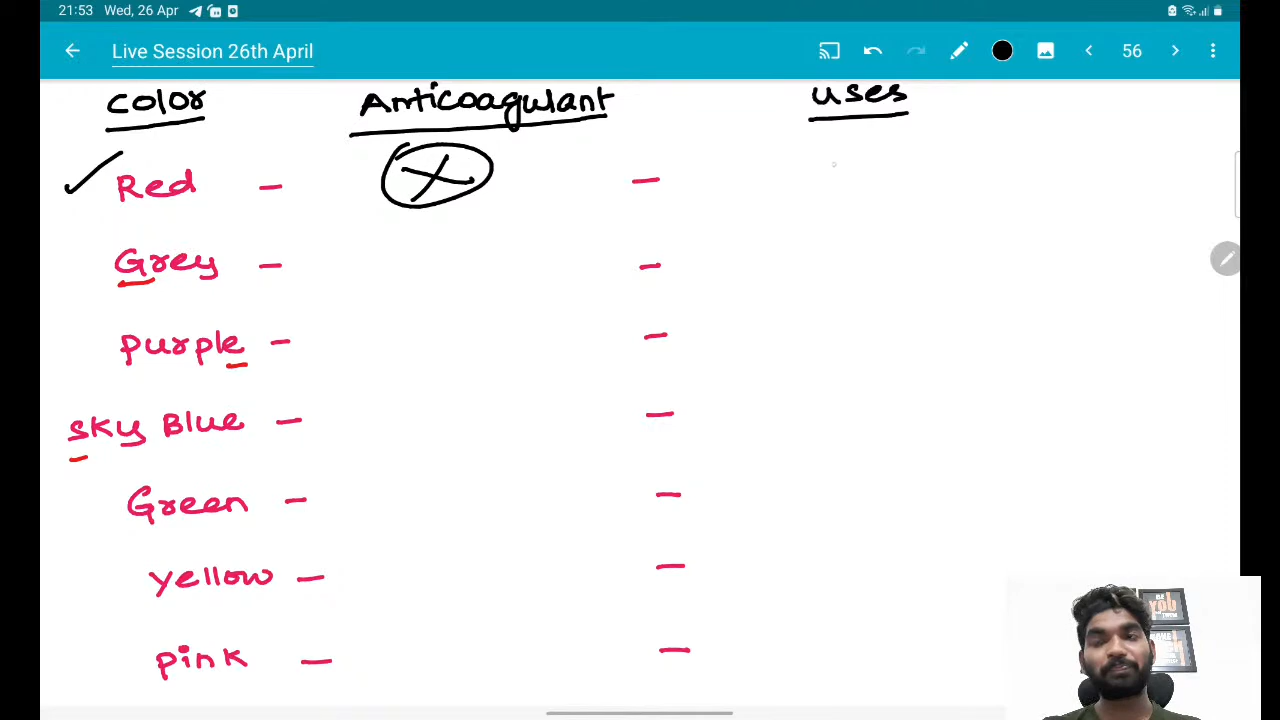 21:53 Wed, 26 Apr
Live Session 26th April
56
Color Anticoagulant uses
Red - X -
Grey - -
Purple - -
Sky Blue - -
Green - -
Yellow - -
pink - -